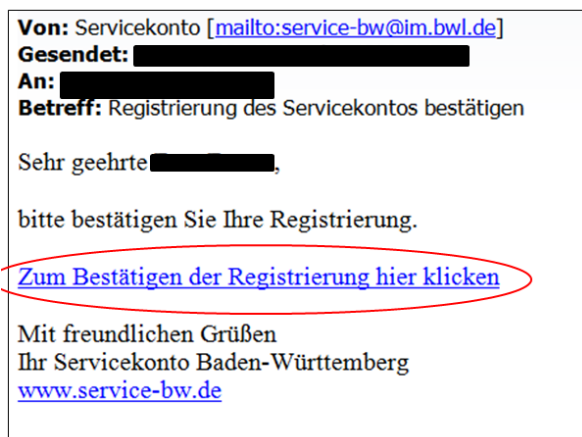 Von: Servicekonto [mailto:service-bw@im.bwl.de]
Gesendet:
An:
Betreff: Registrierung des Servicekontos bestätigen
Sehr geehrte ,
bitte bestätigen Sie Ihre Registrierung.
Zum Bestätigen der Registrierung hier klicken
Mit freundlichen Grüßen
Ihr Servicekonto Baden-Württemberg
www.service-bw.de